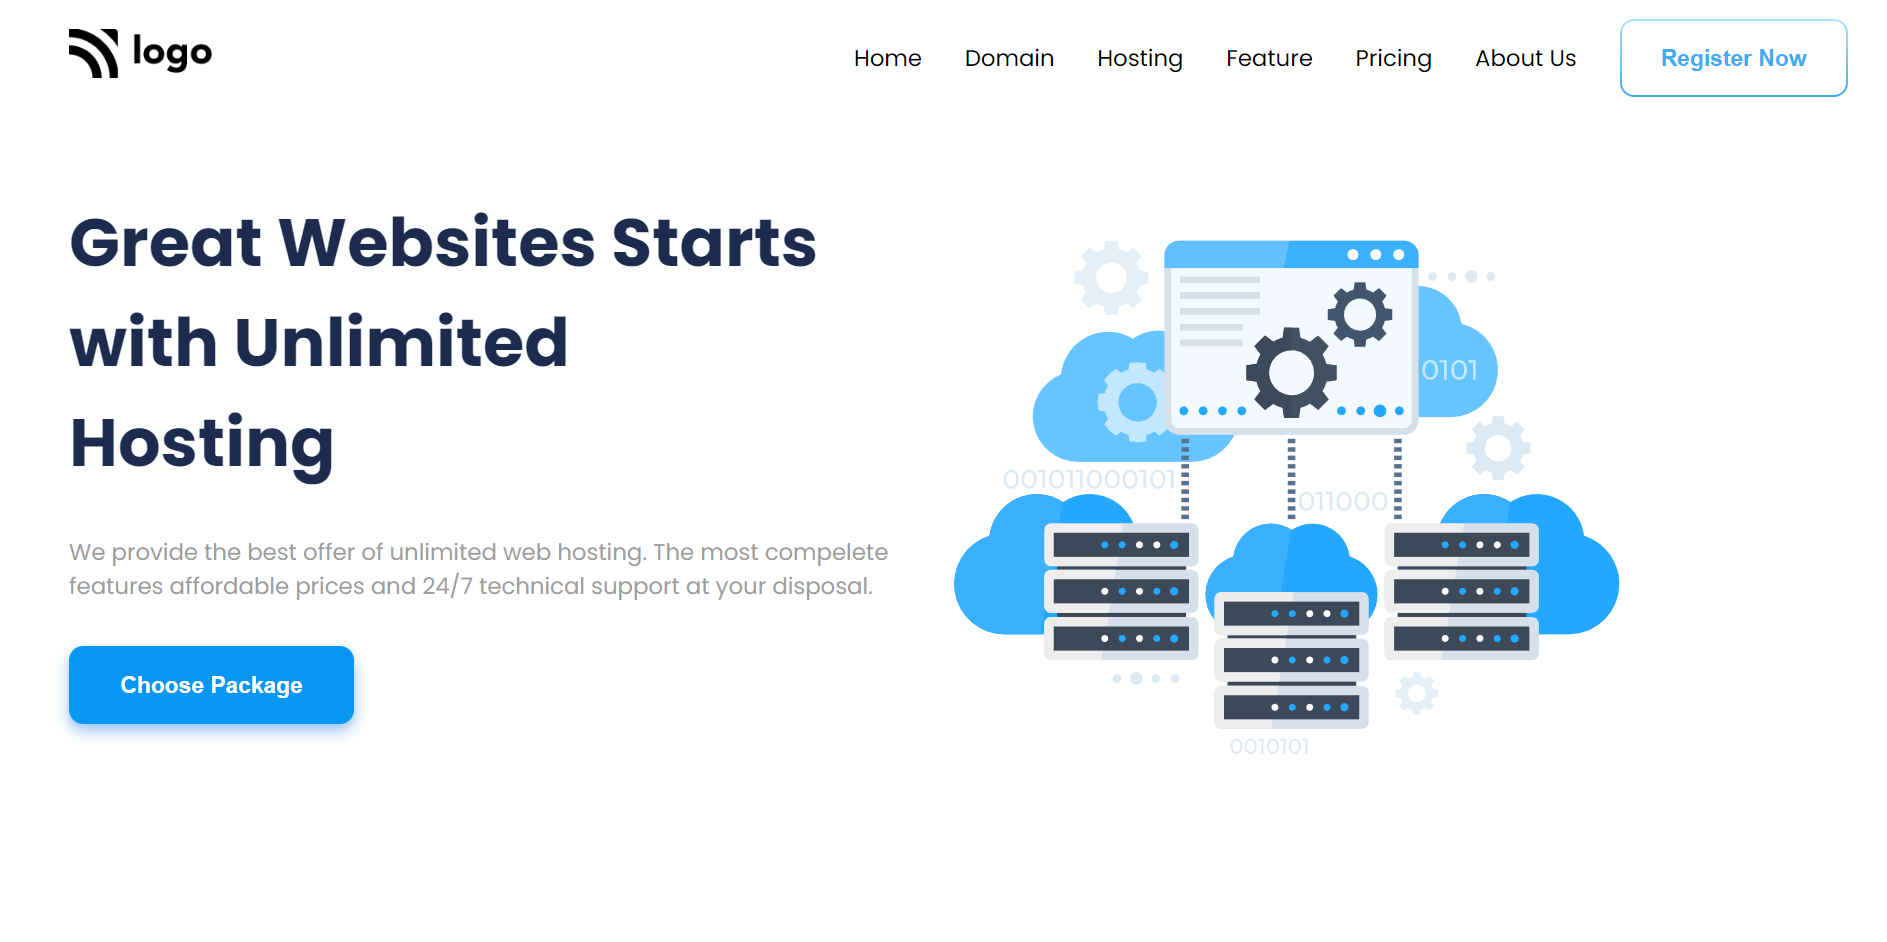 logo
Home Domain Hosting Feature Pricing About Us Register Now
Great Websites Starts
with Unlimited
Hosting
We provide the best offer of unlimited web hosting. The most compelete
features affordable prices and 24/7 technical support at your disposal.
Choose Package
0101
001011000101
011000
0010101